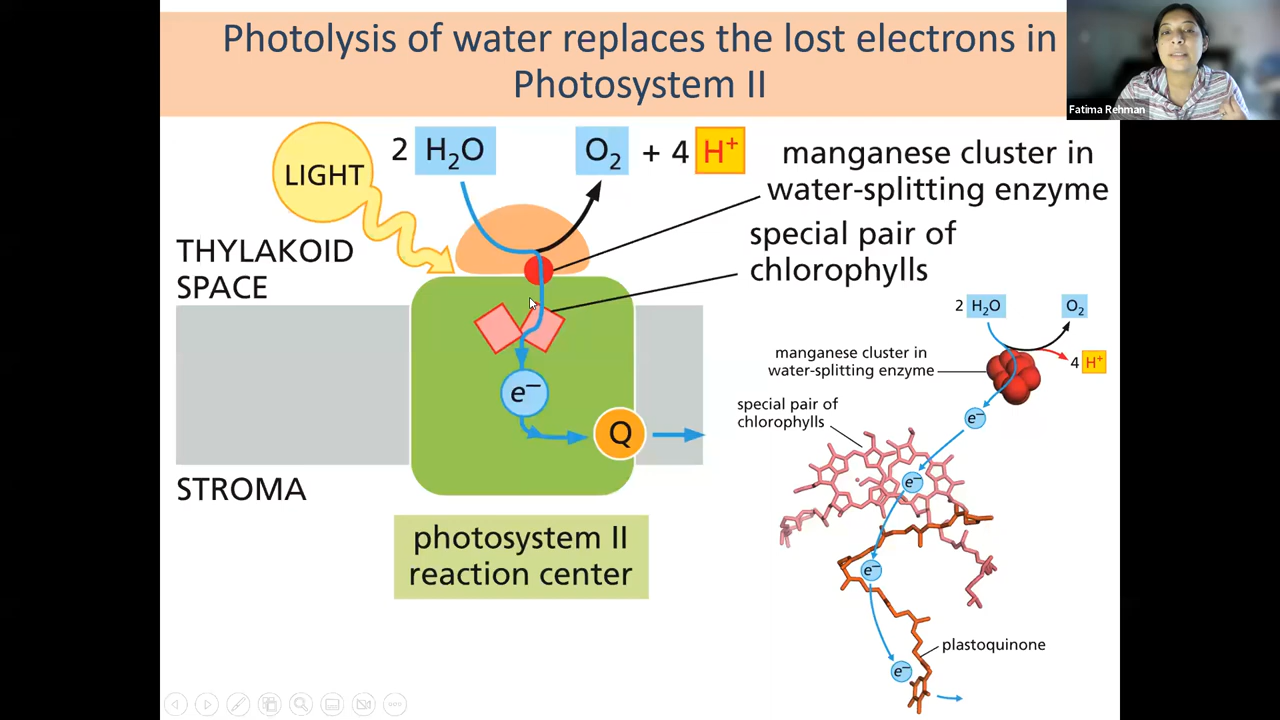 Photolysis of water replaces the lost electrons in
Photosystem II
Fatima Rehman
LIGHT
2 H₂O
O₂ + 4 H⁺
manganese cluster in
water-splitting enzyme
special pair of
chlorophylls
THYLAKOID
SPACE
e⁻
Q
STROMA
photosystem II
reaction center
2 H₂O
O₂
4 H⁺
manganese cluster in
water-splitting enzyme
e⁻
special pair of
chlorophylls
e⁻
e⁻
plastoquinone
e⁻